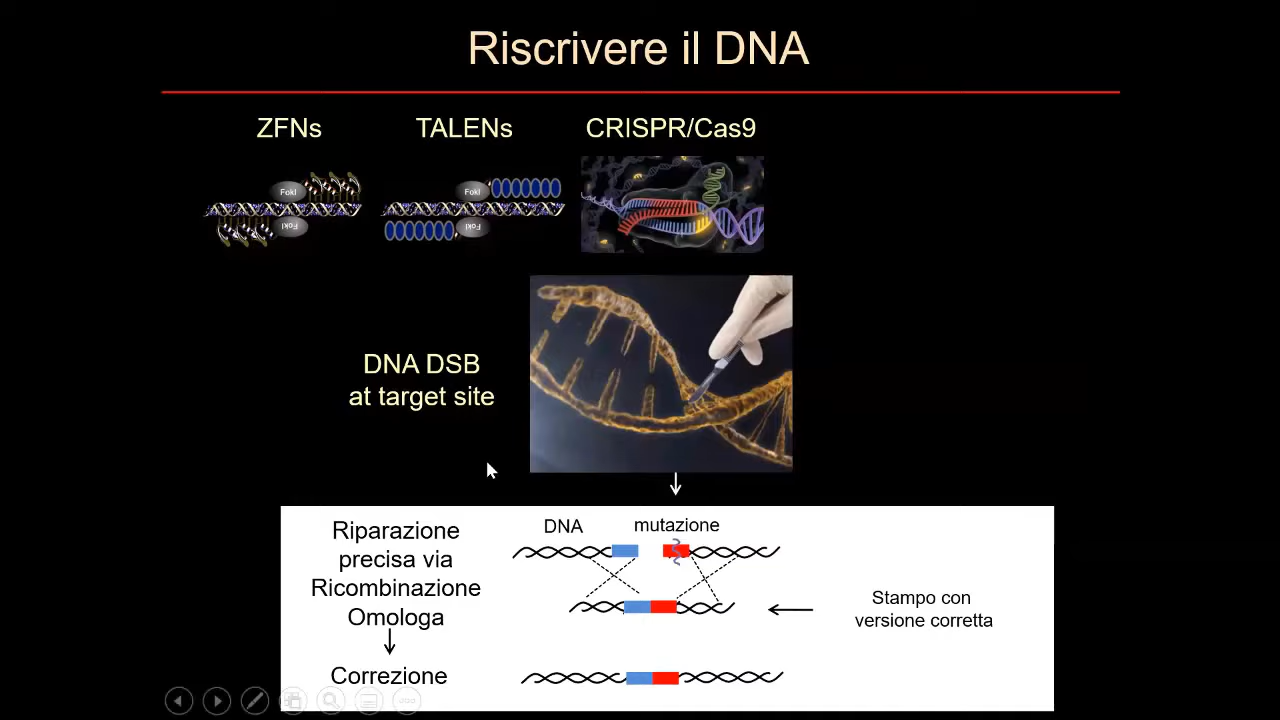 Riscrivere il DNA
ZFNs
TALENs
CRISPR/Cas9
FokI
FokI
FokI
FokI
DNA DSB
at target site
Riparazione
precisa via
Ricombinazione
Omologa
Correzione
DNA
mutazione
Stampo con
versione corretta